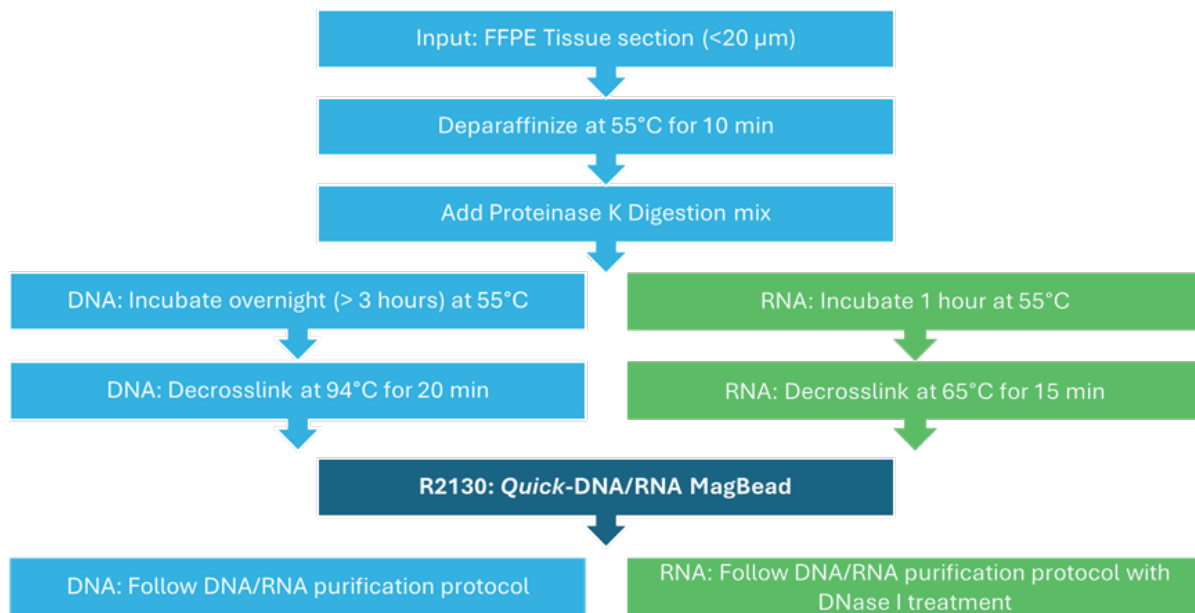 Input: FFPE Tissue section (<20 µm)
Deparaffinize at 55°C for 10 min
Add Proteinase K Digestion mix
DNA: Incubate overnight (> 3 hours) at 55°C
RNA: Incubate 1 hour at 55°C
DNA: Decrosslink at 94°C for 20 min
RNA: Decrosslink at 65°C for 15 min
R2130: Quick-DNA/RNA MagBead
DNA: Follow DNA/RNA purification protocol
RNA: Follow DNA/RNA purification protocol with
DNase I treatment